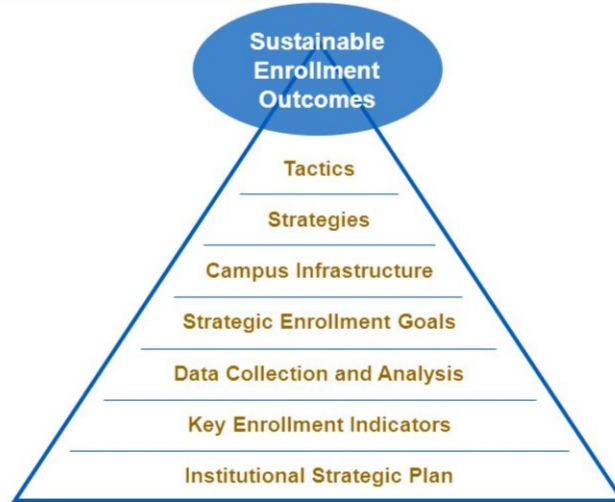 Sustainable
Enrollment
Outcomes
Tactics
Strategies
Campus Infrastructure
Strategic Enrollment Goals
Data Collection and Analysis
Key Enrollment Indicators
Institutional Strategic Plan